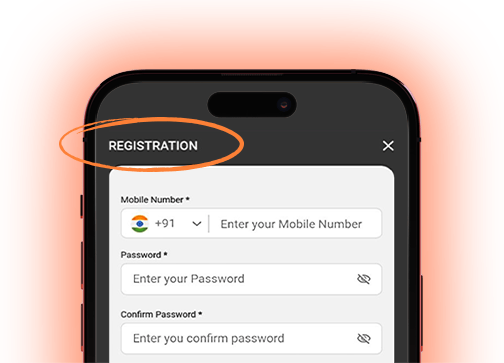 REGISTRATION
Mobile Number *
+91 Enter your Mobile Number
Password *
Enter your Password
Confirm Password *
Enter you confirm password